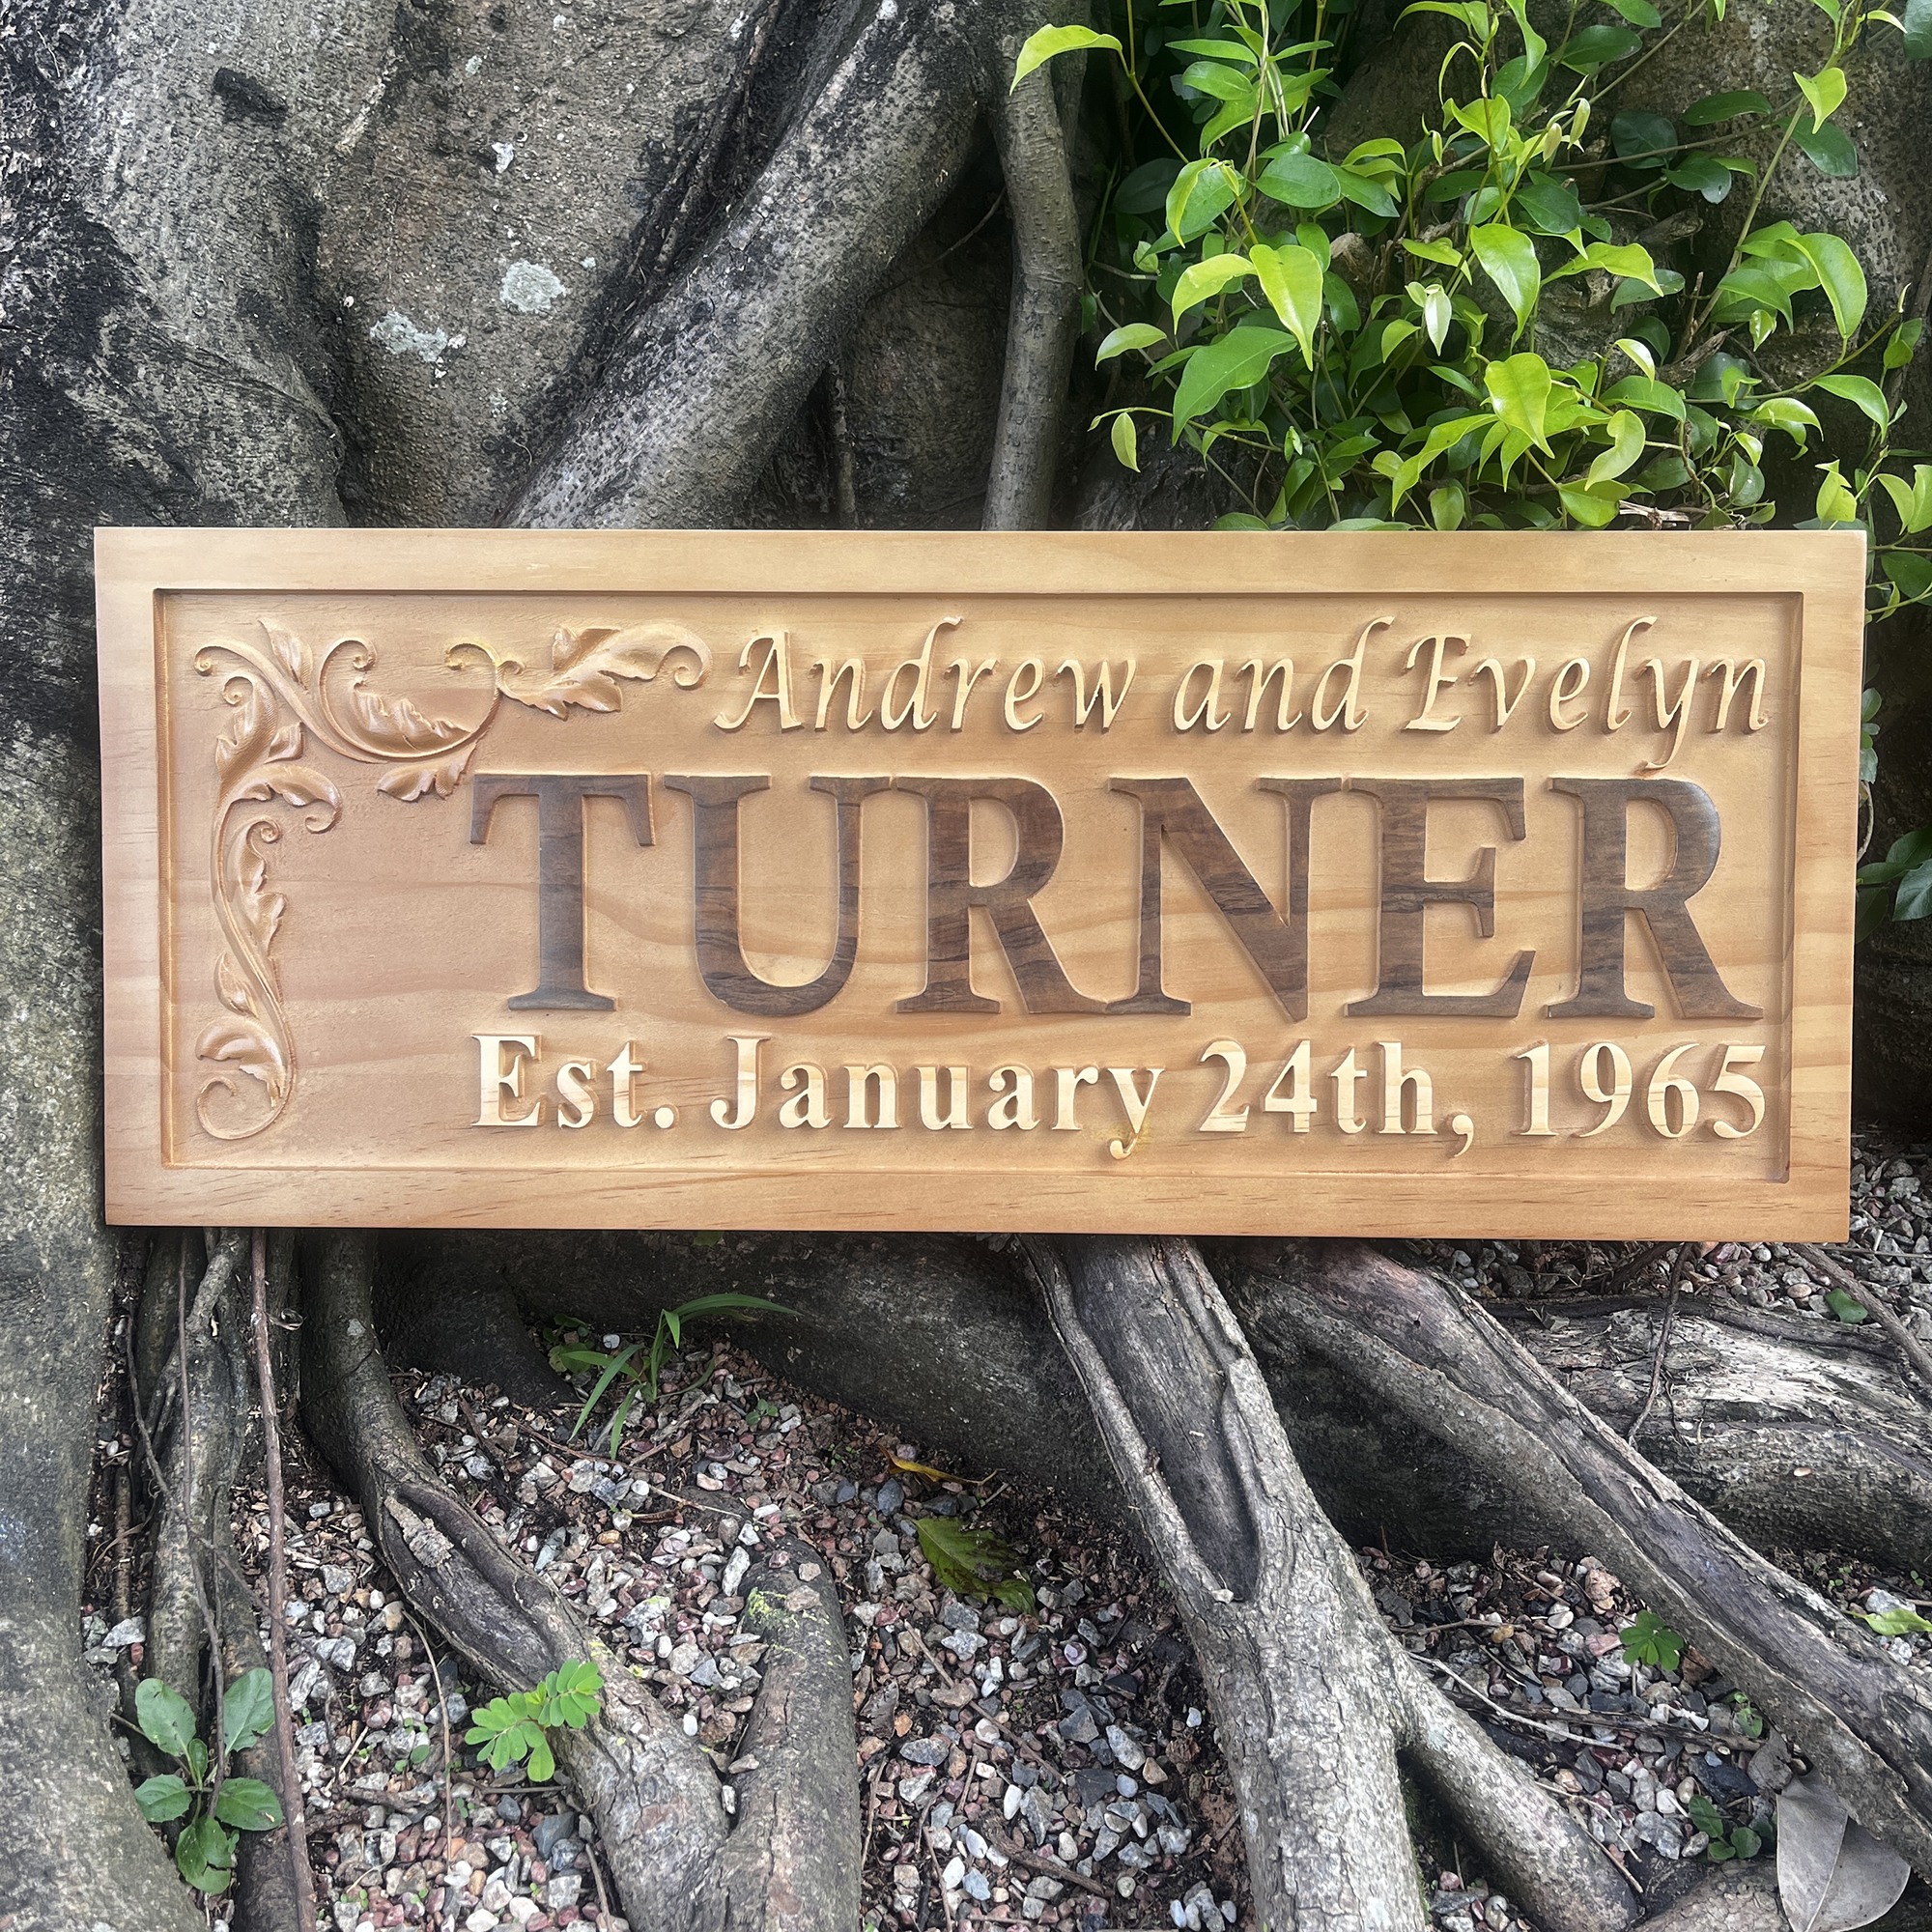 Andrew and Evelyn
TURNER
Est. January 24th, 1965